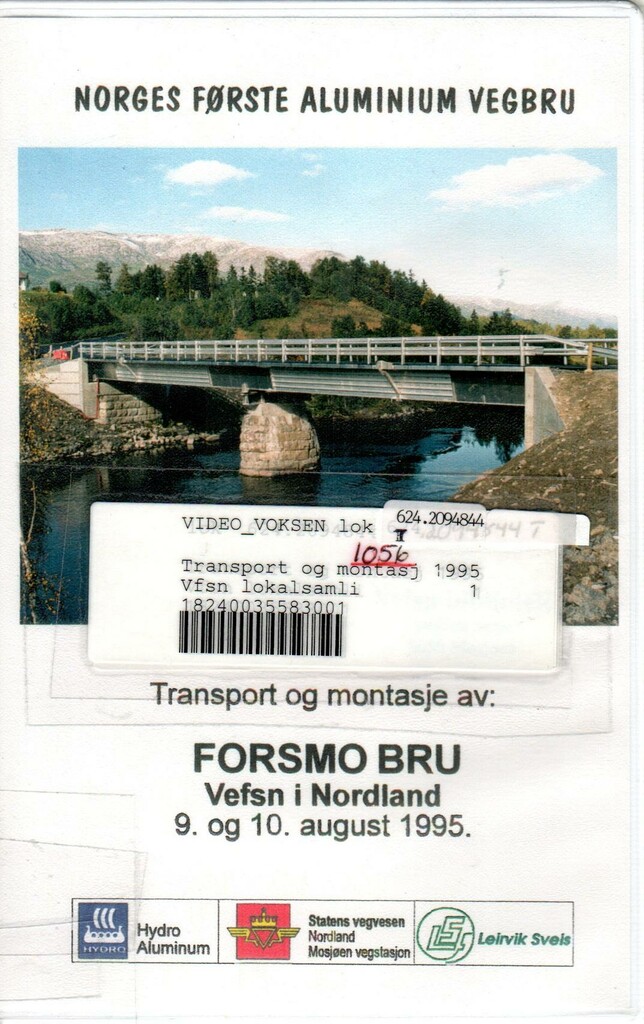 NORGES FØRSTE ALUMINIUM VEGBRU
VIDEO_VOKSEN lok
624.2094844
T
1056
Transport og montasj 1995
Vfsn lokalsamli 1
18240035583001
Transport og montasje av:
FORSMO BRU
Vefsn i Nordland
9. og 10. august 1995.
HYDRO
Hydro
Aluminum
Statens vegvesen
Nordland
Mosjøen vegstasjon
Leirvik Sveis